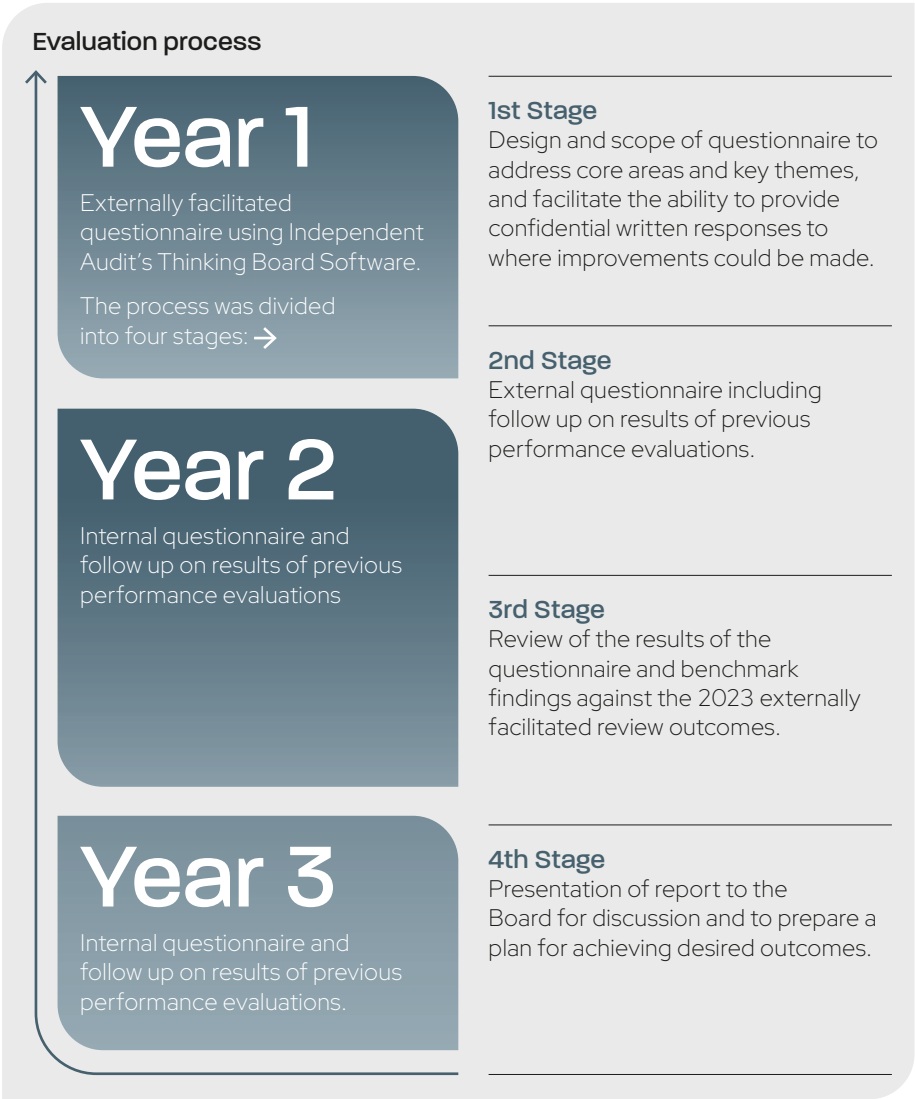 Evaluation process
Year 1
Externally facilitated
questionnaire using Independent
Audit’s Thinking Board Software.
The process was divided
into four stages: →
Year 2
Internal questionnaire and
follow up on results of previous
performance evaluations
Year 3
Internal questionnaire and
follow up on results of previous
performance evaluations.
1st Stage
Design and scope of questionnaire to
address core areas and key themes,
and facilitate the ability to provide
confidential written responses to
where improvements could be made.
2nd Stage
External questionnaire including
follow up on results of previous
performance evaluations.
3rd Stage
Review of the results of the
questionnaire and benchmark
findings against the 2023 externally
facilitated review outcomes.
4th Stage
Presentation of report to the
Board for discussion and to prepare a
plan for achieving desired outcomes.